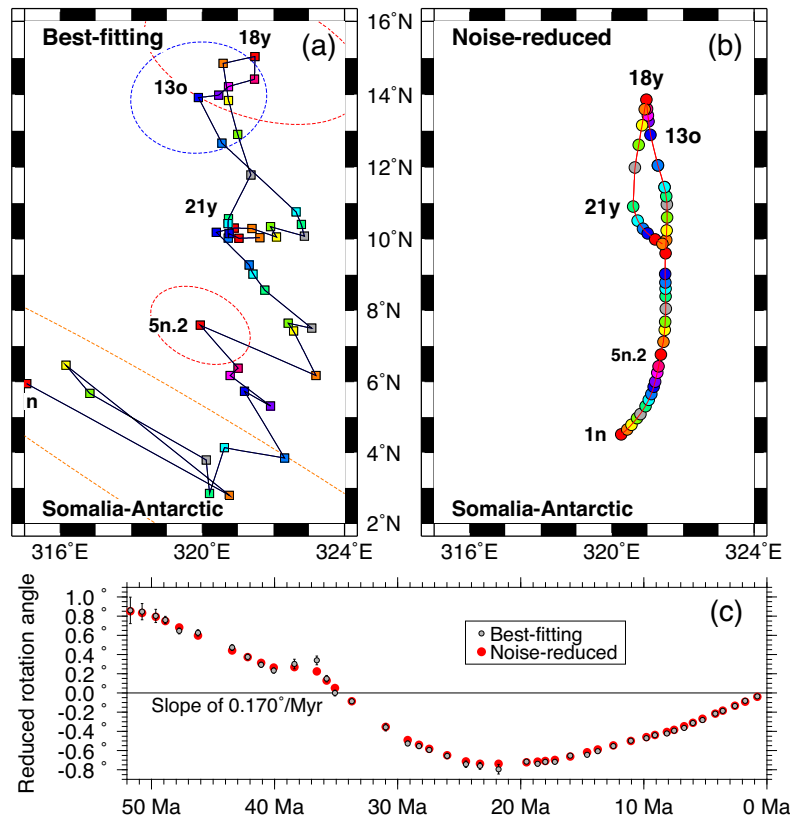 Best-fitting
18y
(a)
13o
21y
5n.2
n
Somalia-Antarctic
316˚E
320˚E
324˚E
16˚N
14˚N
12˚N
10˚N
8˚N
6˚N
4˚N
2˚N
Noise-reduced
(b)
18y
13o
21y
5n.2
1n
Somalia-Antarctic
316˚E
320˚E
324˚E
Reduced rotation angle
1.0 ˚
0.8 ˚
0.6 ˚
0.4 ˚
0.2 ˚
0.0 ˚
-0.2 ˚
-0.4 ˚
-0.6 ˚
-0.8 ˚
(c)
Best-fitting
Noise-reduced
Slope of 0.170˚/Myr
50 Ma
40 Ma
30 Ma
20 Ma
10 Ma
0 Ma